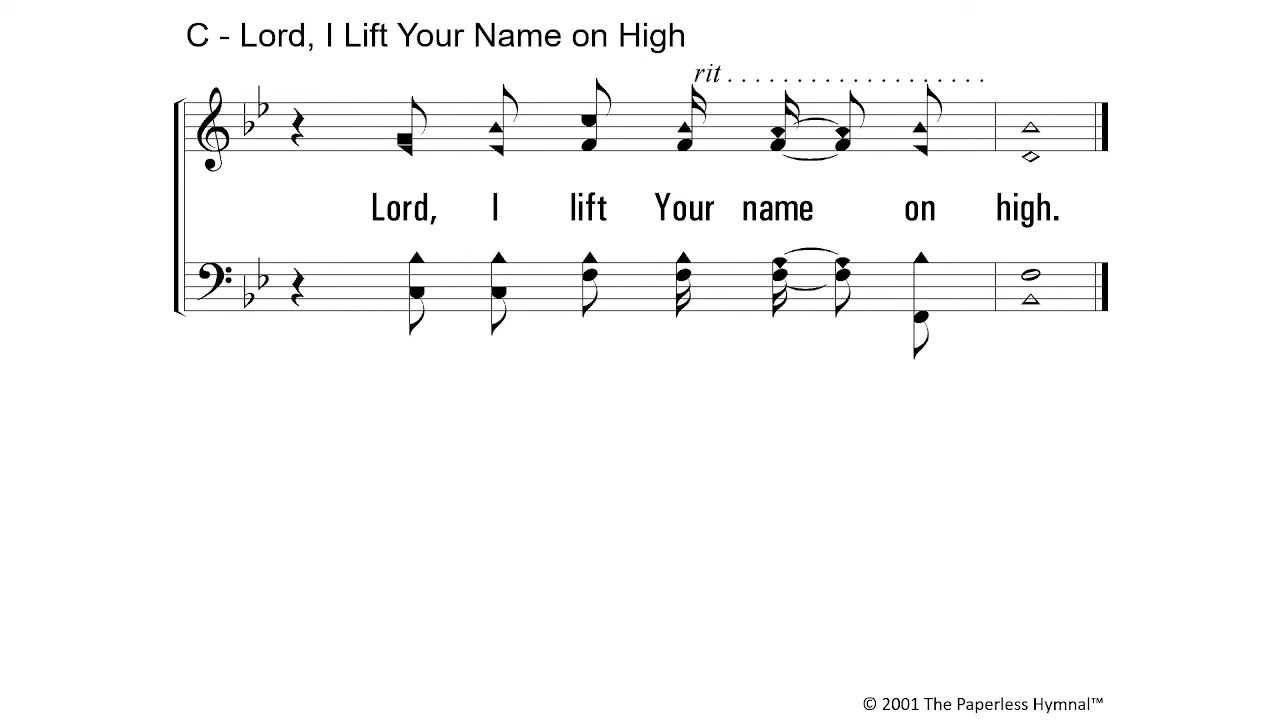 C - Lord, I Lift Your Name on High
rit . . . . . . . . . . . . . . . . . . .
Lord, I lift Your name on high.
© 2001 The Paperless Hymnal™